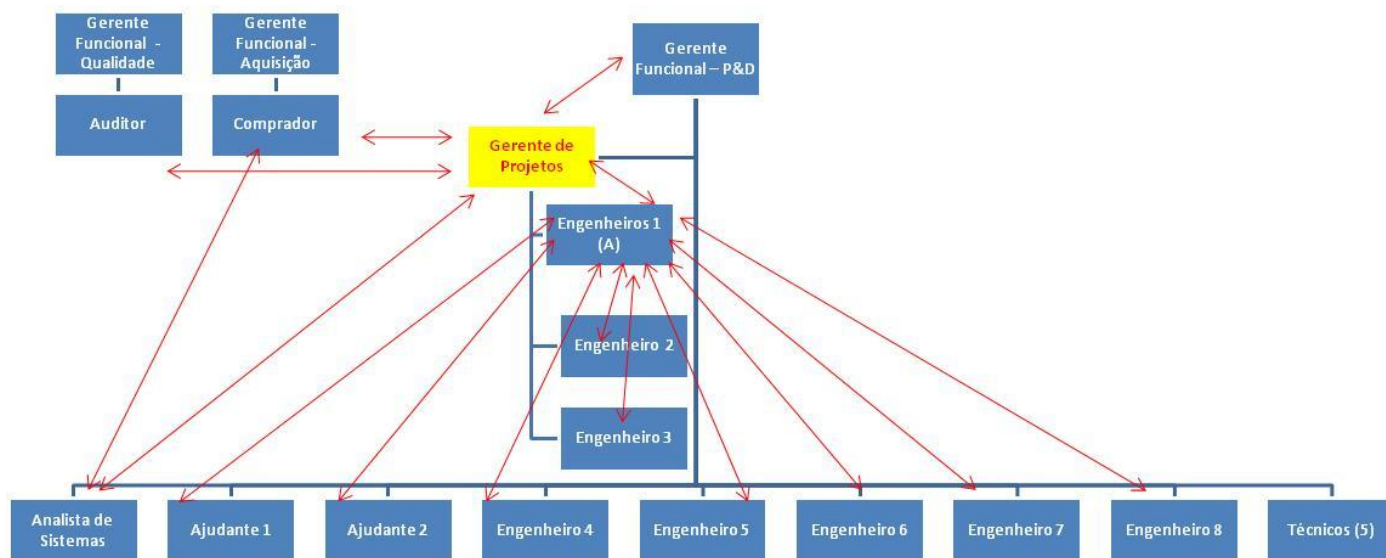 Gerente
Funcional -
Qualidade
Gerente
Funcional -
Aquisição
Gerente
Funcional – P&D
Auditor
Comprador
Gerente de
Projetos
Engenheiros 1
(A)
Engenheiro 2
Engenheiro 3
Analista de
Sistemas
Ajudante 1
Ajudante 2
Engenheiro 4
Engenheiro 5
Engenheiro 6
Engenheiro 7
Engenheiro 8
Técnicos (5)